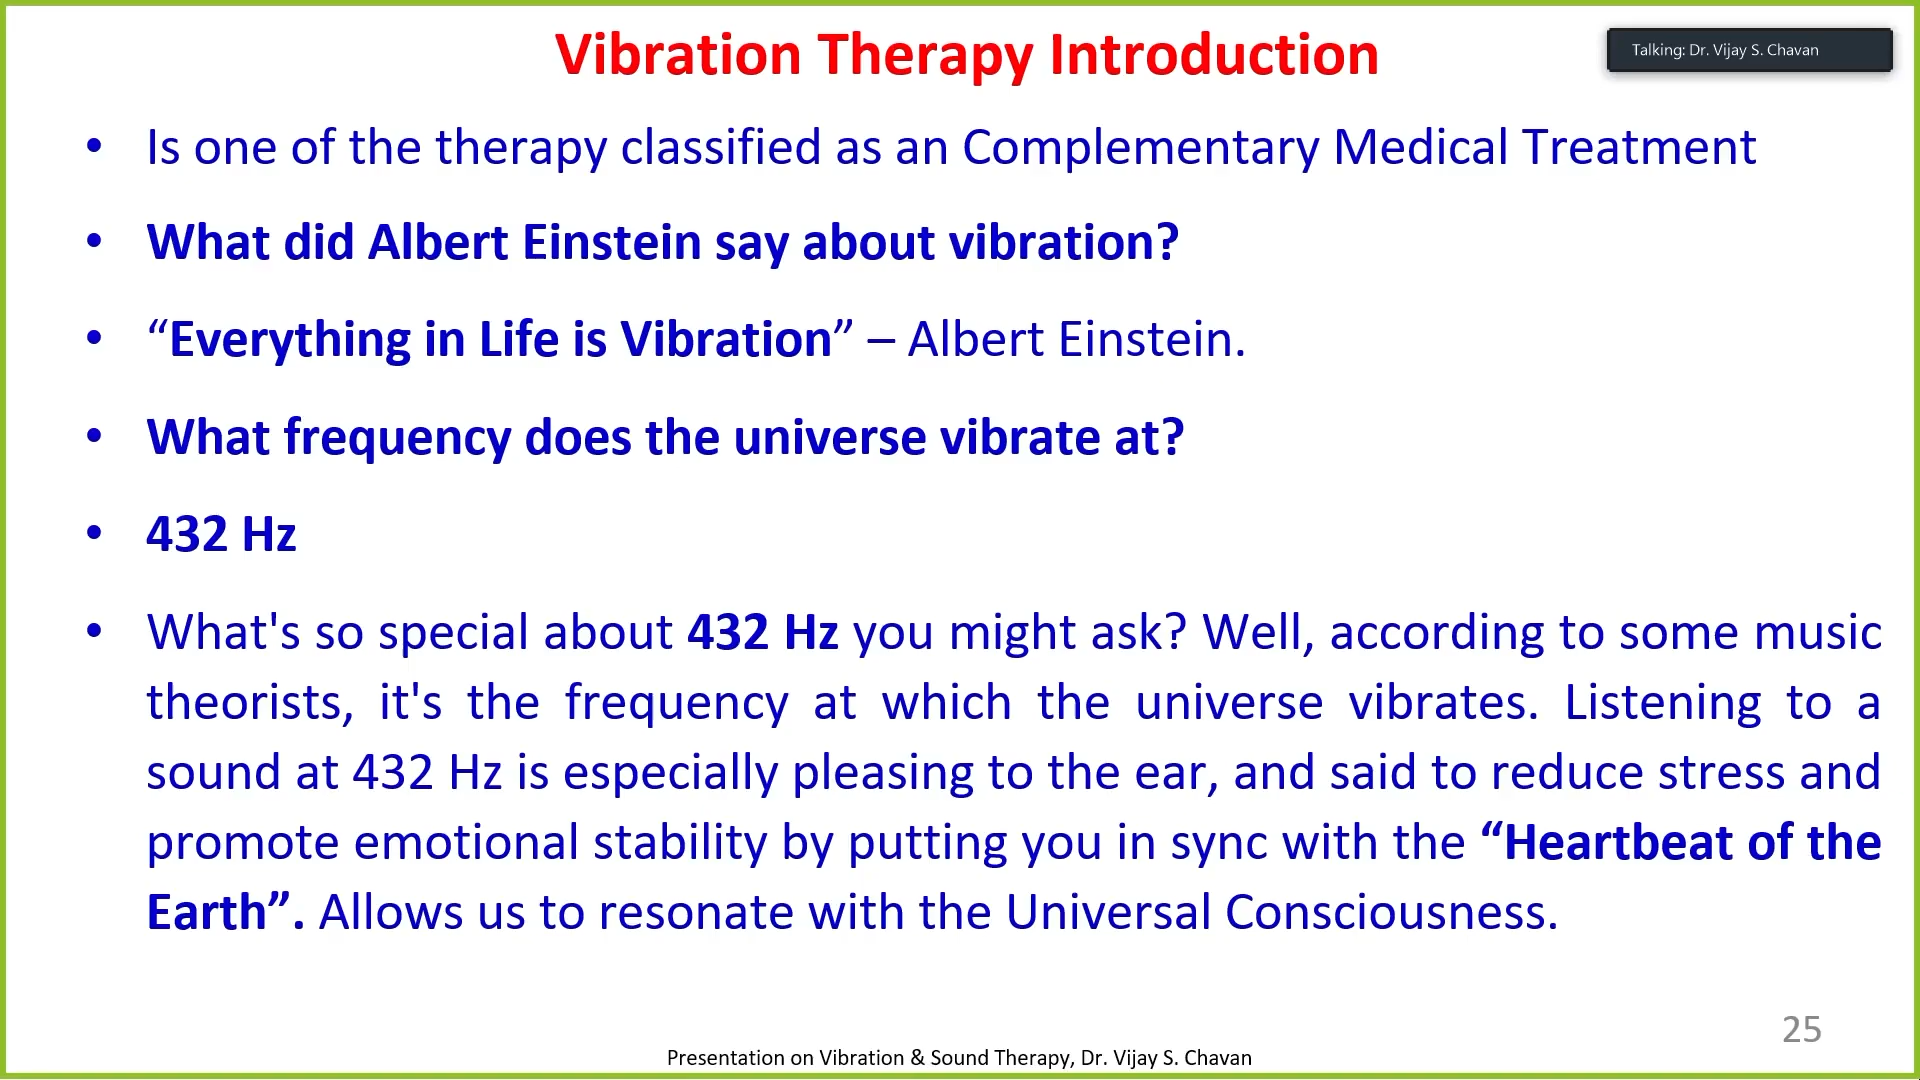 Vibration Therapy Introduction
Talking: Dr. Vijay S. Chavan
• Is one of the therapy classified as an Complementary Medical Treatment
• What did Albert Einstein say about vibration?
• “Everything in Life is Vibration” – Albert Einstein.
• What frequency does the universe vibrate at?
• 432 Hz
• What's so special about 432 Hz you might ask? Well, according to some music
theorists, it's the frequency at which the universe vibrates. Listening to a
sound at 432 Hz is especially pleasing to the ear, and said to reduce stress and
promote emotional stability by putting you in sync with the “Heartbeat of the
Earth”. Allows us to resonate with the Universal Consciousness.
25
Presentation on Vibration & Sound Therapy, Dr. Vijay S. Chavan